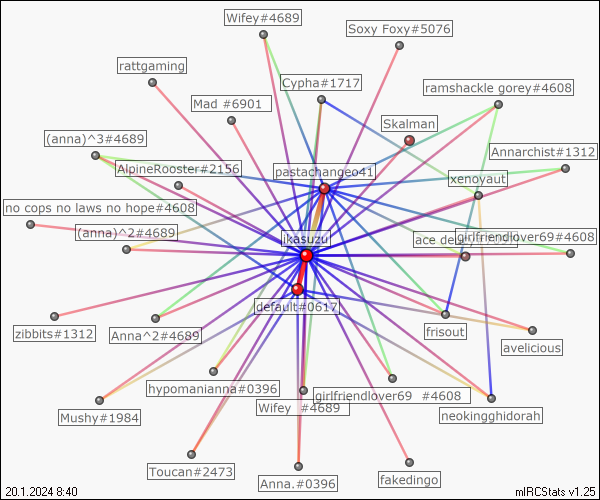 Wifey#4689
Soxy Foxy#5076
rattgaming
Cypha#1717
ramshackle gorey#4608
Mad #6901
Skalman
(anna)^3#4689
Annarchist#1312
AlpineRooster#2156
pastachangeo41
xenoyaut
no cops no laws no hope#4608
(anna)^2#4689
ikasuzu
ace de
girlfriendlover69#4608
default#0617
zibbits#1312
Anna^2#4689
frisout
avelicious
hypomanianna#0396
girlfriendlover69 #4608
Mushy#1984
Wifey #4689
neokingghidorah
Toucan#2473
Anna.#0396
fakedingo
20.1.2024 8:40
mIRCStats v1.25